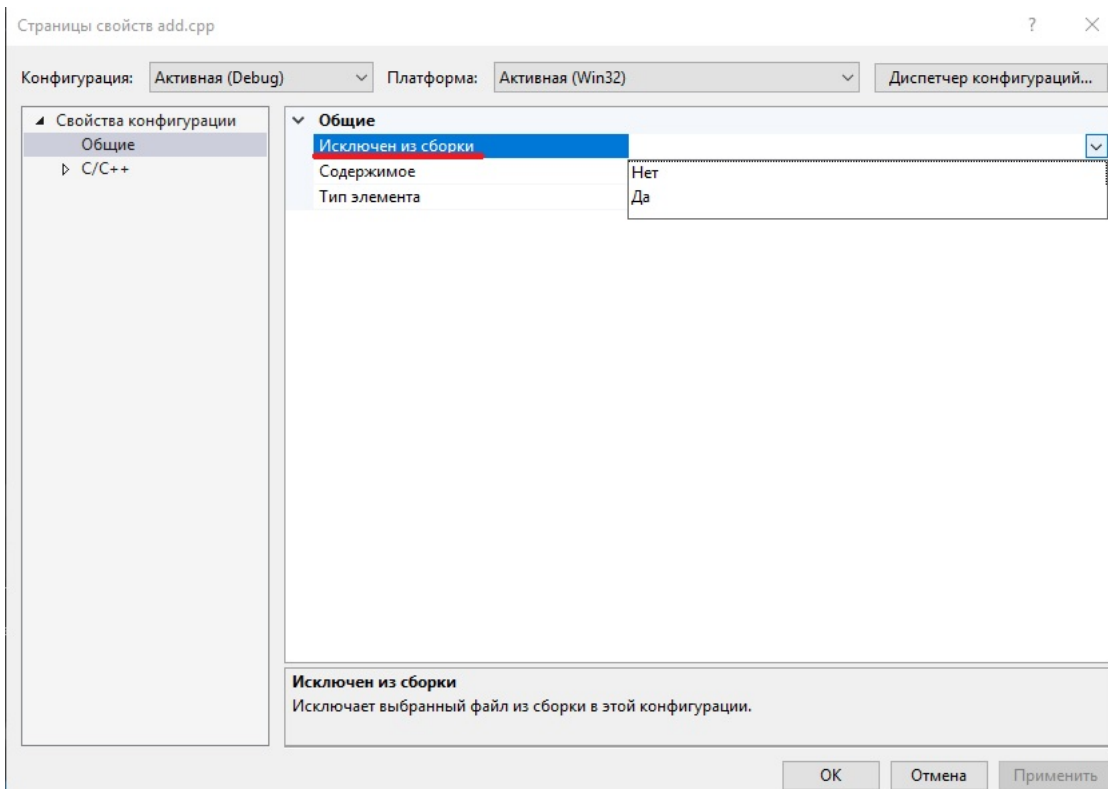 Страницы свойств add.cpp ?
Конфигурация: Активная (Debug) Платформа: Активная (Win32) Диспетчер конфигураций...
Свойства конфигурации
Общие
C/C++
Общие
Исключен из сборки
Содержимое
Тип элемента
Нет
Да
Исключен из сборки
Исключает выбранный файл из сборки в этой конфигурации.
ОК Отмена Применить